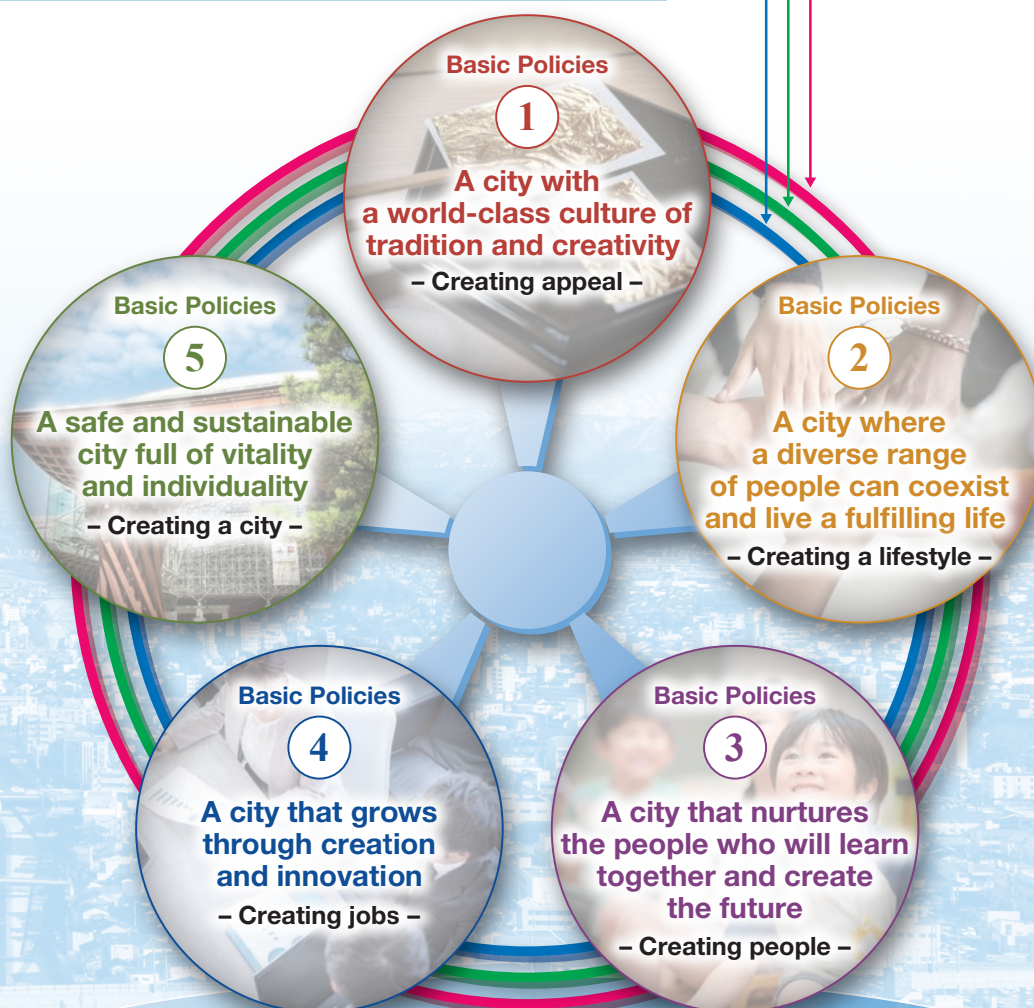 Basic Policies
1
A city with
a world-class culture of
tradition and creativity
– Creating appeal –
Basic Policies
2
A city where
a diverse range
of people can coexist
and live a fulfilling life
– Creating a lifestyle –
Basic Policies
3
A city that nurtures
the people who will learn
together and create
the future
– Creating people –
Basic Policies
4
A city that grows
through creation
and innovation
– Creating jobs –
Basic Policies
5
A safe and sustainable
city full of vitality
and individuality
– Creating a city –